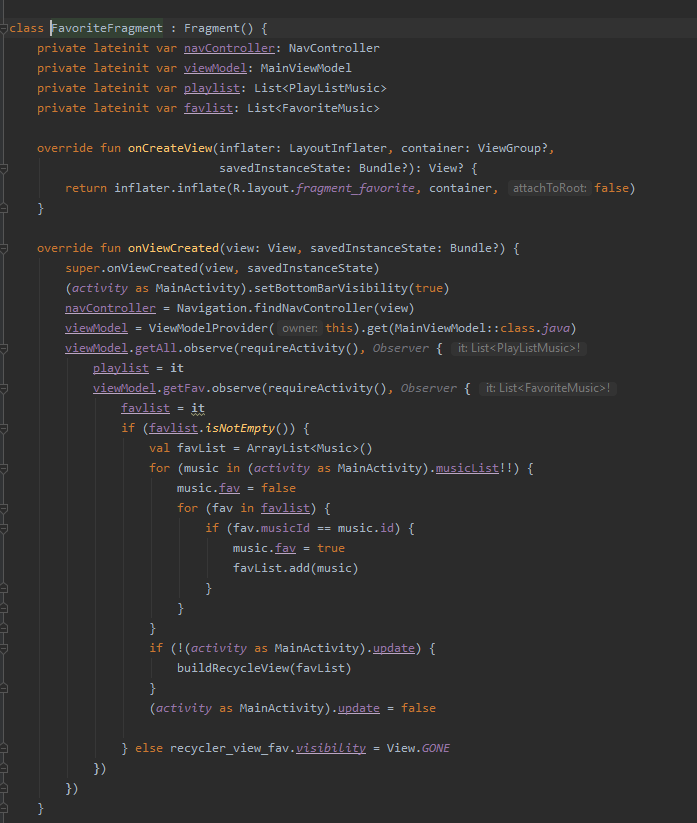 class FavoriteFragment : Fragment() {
    private lateinit var navController: NavController
    private lateinit var viewModel: MainViewModel
    private lateinit var playlist: List<PlayListMusic>
    private lateinit var favlist: List<FavoriteMusic>

    override fun onCreateView(inflater: LayoutInflater, container: ViewGroup?,
                              savedInstanceState: Bundle?): View? {
        return inflater.inflate(R.layout.fragment_favorite, container, attachToRoot: false)
    }

    override fun onViewCreated(view: View, savedInstanceState: Bundle?) {
        super.onViewCreated(view, savedInstanceState)
        (activity as MainActivity).setBottomBarVisibility(true)
        navController = Navigation.findNavController(view)
        viewModel = ViewModelProvider( owner: this).get(MainViewModel::class.java)
        viewModel.getAll.observe(requireActivity(), Observer { it: List<PlayListMusic>!
            playlist = it
            viewModel.getFav.observe(requireActivity(), Observer { it: List<FavoriteMusic>!
                favlist = it
                if (favlist.isNotEmpty()) {
                    val favList = ArrayList<Music>()
                    for (music in (activity as MainActivity).musicList!!) {
                        music.fav = false
                        for (fav in favlist) {
                            if (fav.musicId == music.id) {
                                music.fav = true
                                favList.add(music)
                            }
                        }
                    }
                    if (!(activity as MainActivity).update) {
                        buildRecycleView(favList)
                    }
                    (activity as MainActivity).update = false

                } else recycler_view_fav.visibility = View.GONE
            })
        })
    }